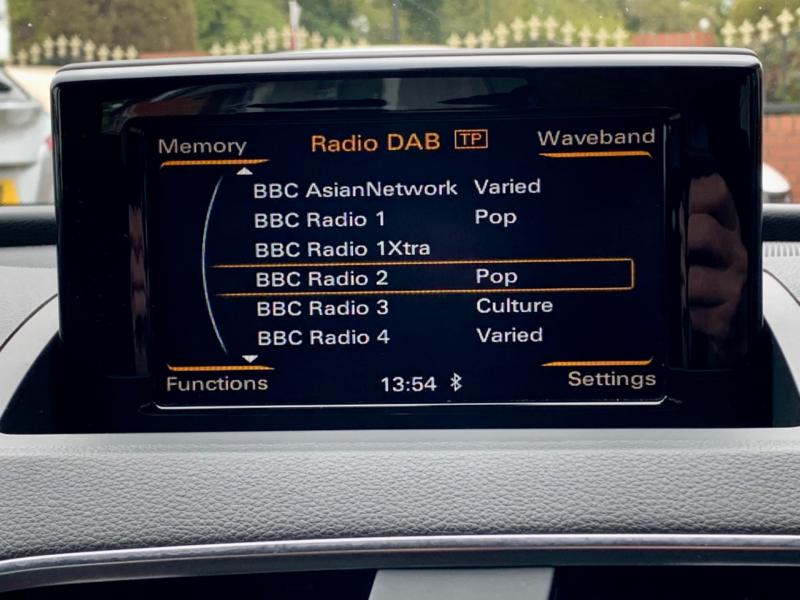 Memory Radio DAB TP Waveband
BBC AsianNetwork Varied
BBC Radio 1 Pop
BBC Radio 1Xtra
BBC Radio 2 Pop
BBC Radio 3 Culture
BBC Radio 4 Varied
Functions 13:54 Settings